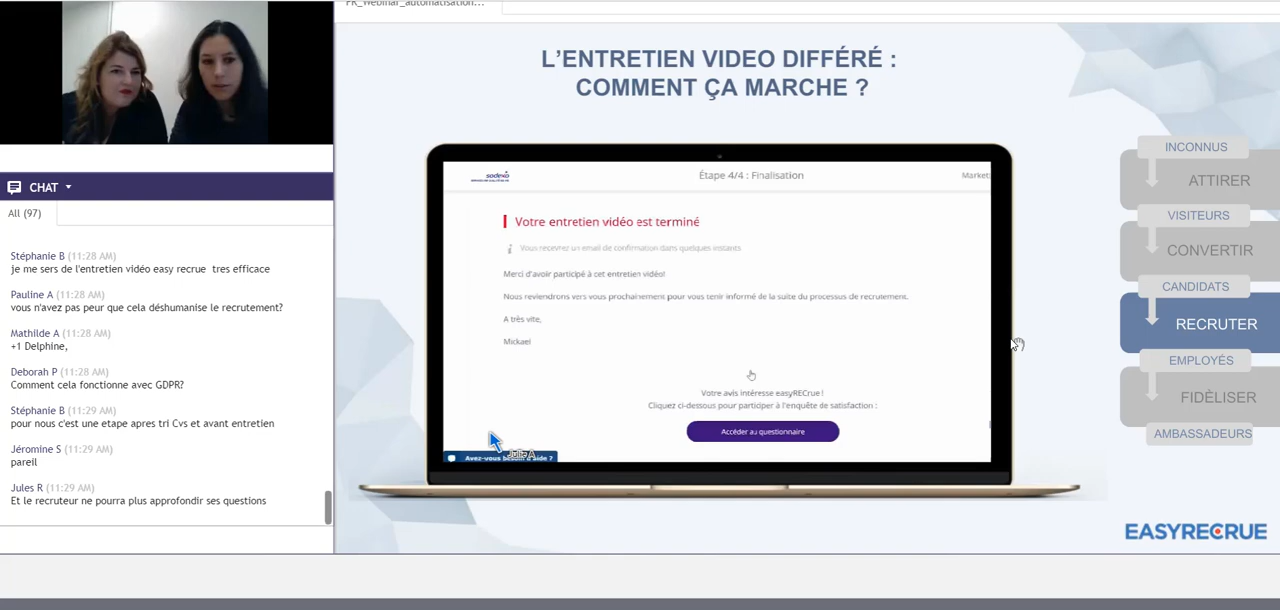 FR_Webinar_automatisation...
L'ENTRETIEN VIDEO DIFFÉRÉ :
COMMENT ÇA MARCHE ?
CHAT
All (97)
Stéphanie B (11:28 AM)
je me sers de l'entretien vidéo easy recrue tres efficace
Pauline A (11:28 AM)
vous n'avez pas peur que cela déshumanise le recrutement?
Mathilde A (11:28 AM)
+1 Delphine,
Deborah P (11:28 AM)
Comment cela fonctionne avec GDPR?
Stéphanie B (11:29 AM)
pour nous c'est une etape apres tri Cvs et avant entretien
Jéromine S (11:29 AM)
pareil
Jules R (11:29 AM)
Et le recruteur ne pourra plus approfondir ses questions
sodexo
Étape 4/4 : Finalisation
Market
Votre entretien vidéo est terminé
Vous recevrez un email de confirmation dans quelques instants
Merci d'avoir participé à cet entretien vidéo!
Nous reviendrons vers vous prochainement pour vous tenir informé de la suite du processus de recrutement.
A très vite,
Mickael
Votre avis intéresse easyRECrue !
Cliquez ci-dessous pour participer à l'enquête de satisfaction :
Accéder au questionnaire
Avez-vous besoin d'aide ?
Julie A
INCONNUS
ATTIRER
VISITEURS
CONVERTIR
CANDIDATS
RECRUTER
EMPLOYÉS
FIDÈLISER
AMBASSADEURS
EASYRECRUE